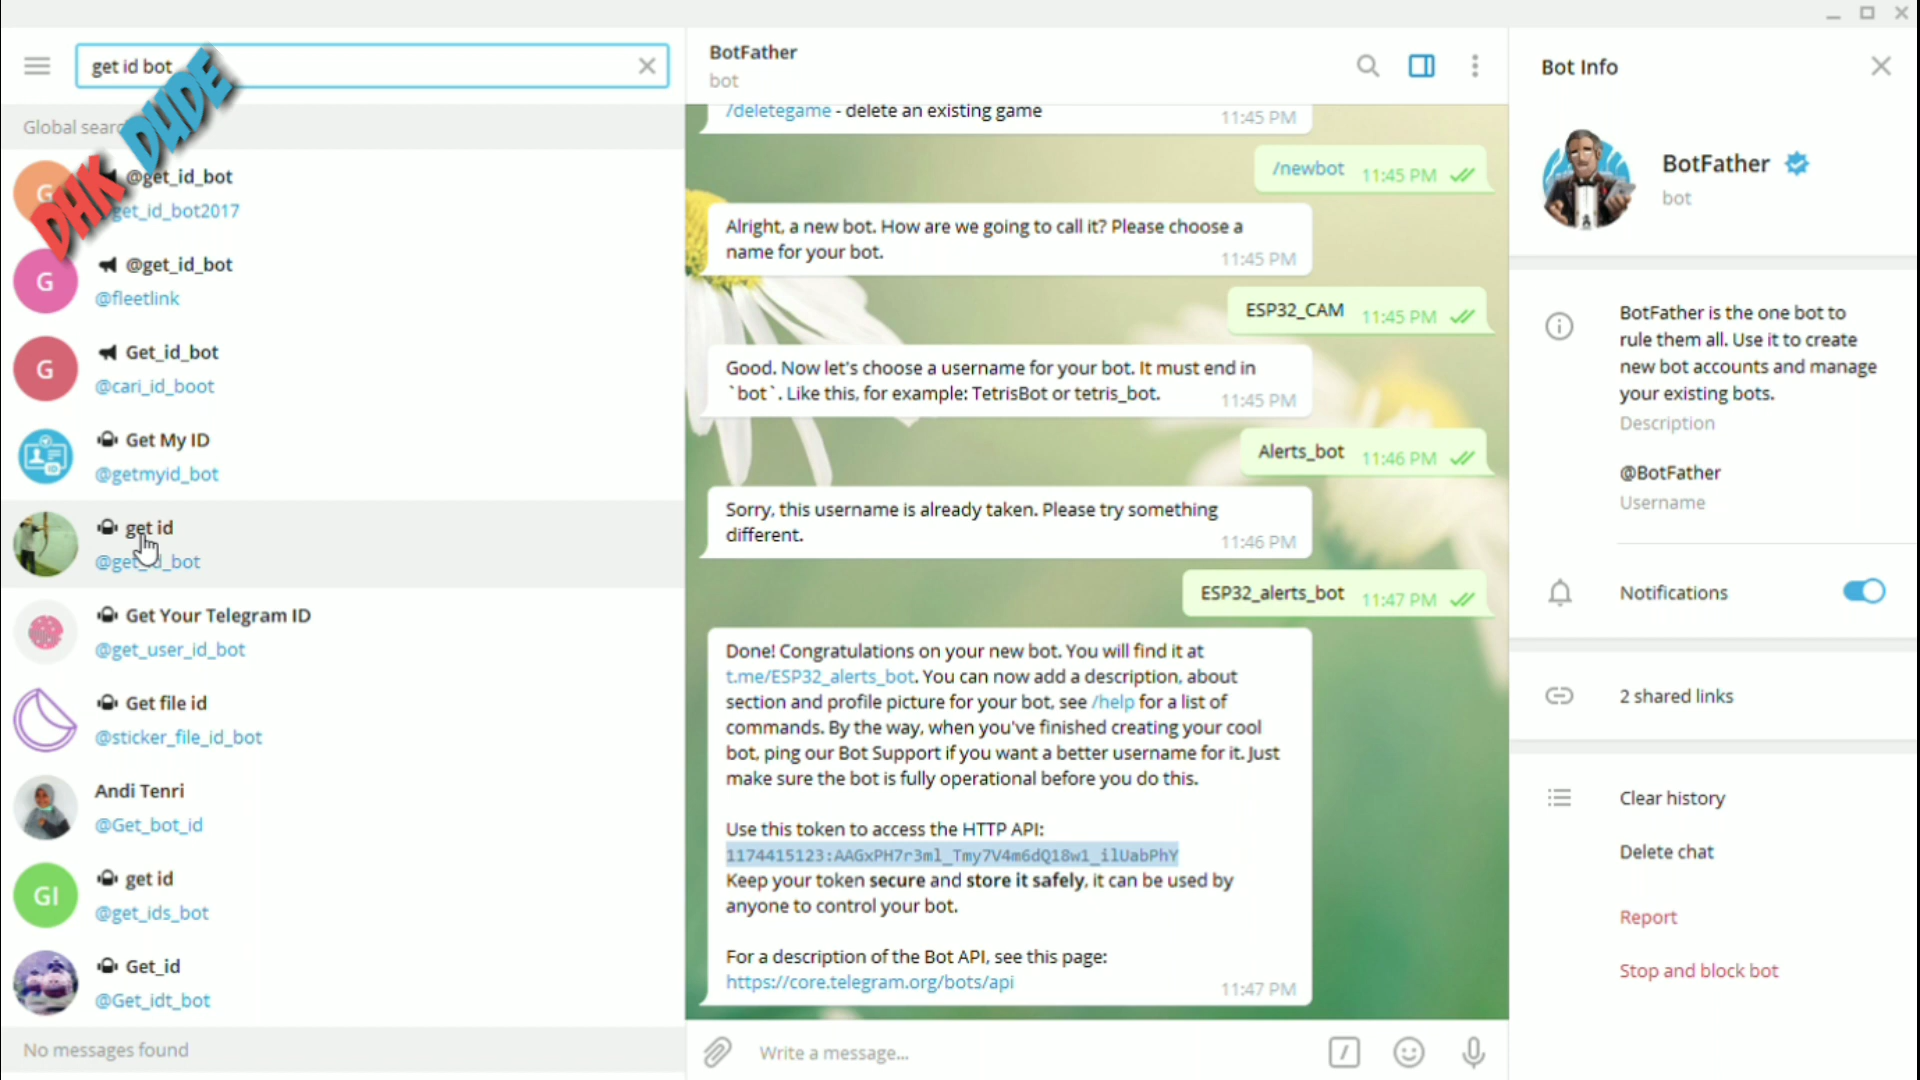 get id bot
DHK DUDE
Global sear
@get_id_bot
get_id_bot2017
G
@get_id_bot
@fleetlink
G
Get_id_bot
@cari_id_boot
G
Get My ID
@getmyid_bot
get id
@get_id_bot
Get Your Telegram ID
@get_user_id_bot
Get file id
@sticker_file_id_bot
Andi Tenri
@Get_bot_id
GI
get id
@get_ids_bot
Get_id
@Get_idt_bot
No messages found
BotFather
bot
/deletegame - delete an existing game
11:45 PM
/newbot 11:45 PM
Alright, a new bot. How are we going to call it? Please choose a
name for your bot.
11:45 PM
ESP32_CAM 11:45 PM
Good. Now let's choose a username for your bot. It must end in
`bot`. Like this, for example: TetrisBot or tetris_bot.
11:45 PM
Alerts_bot 11:46 PM
Sorry, this username is already taken. Please try something
different.
11:46 PM
ESP32_alerts_bot 11:47 PM
Done! Congratulations on your new bot. You will find it at
t.me/ESP32_alerts_bot. You can now add a description, about
section and profile picture for your bot, see /help for a list of
commands. By the way, when you've finished creating your cool
bot, ping our Bot Support if you want a better username for it. Just
make sure the bot is fully operational before you do this.
Use this token to access the HTTP API:
1174415123:AAGxPH7r3ml_Tmy7V4m6dQ18w1_ilUabPhY
Keep your token secure and store it safely, it can be used by
anyone to control your bot.
For a description of the Bot API, see this page:
https://core.telegram.org/bots/api
11:47 PM
Write a message...
Bot Info
BotFather
bot
BotFather is the one bot to
rule them all. Use it to create
new bot accounts and manage
your existing bots.
Description
@BotFather
Username
Notifications
2 shared links
Clear history
Delete chat
Report
Stop and block bot